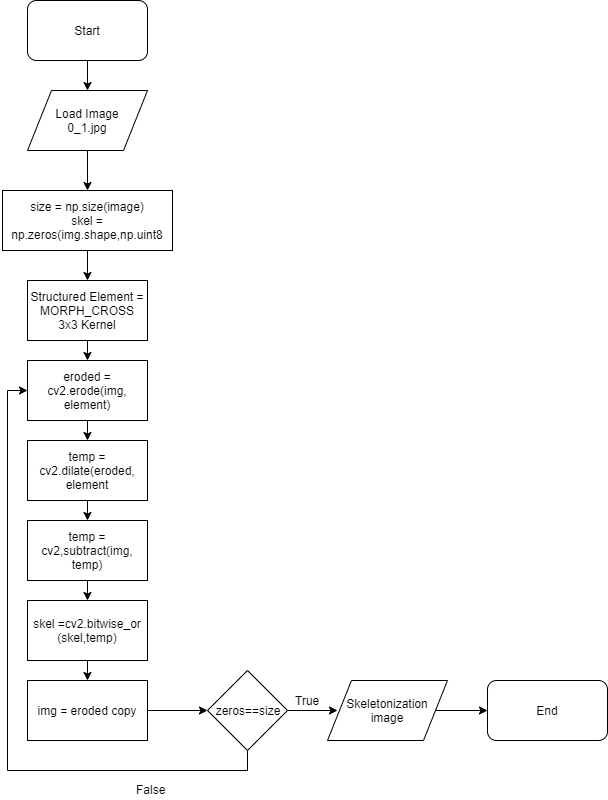 Start
Load Image
0_1.jpg
size = np.size(image)
skel =
np.zeros(img.shape,np.uint8
Structured Element =
MORPH_CROSS
3x3 Kernel
eroded =
cv2.erode(img,
element)
temp =
cv2.dilate(eroded,
element
temp =
cv2,subtract(img,
temp)
skel =cv2.bitwise_or
(skel,temp)
img = eroded copy
zeros==size
True
Skeletonization
image
End
False